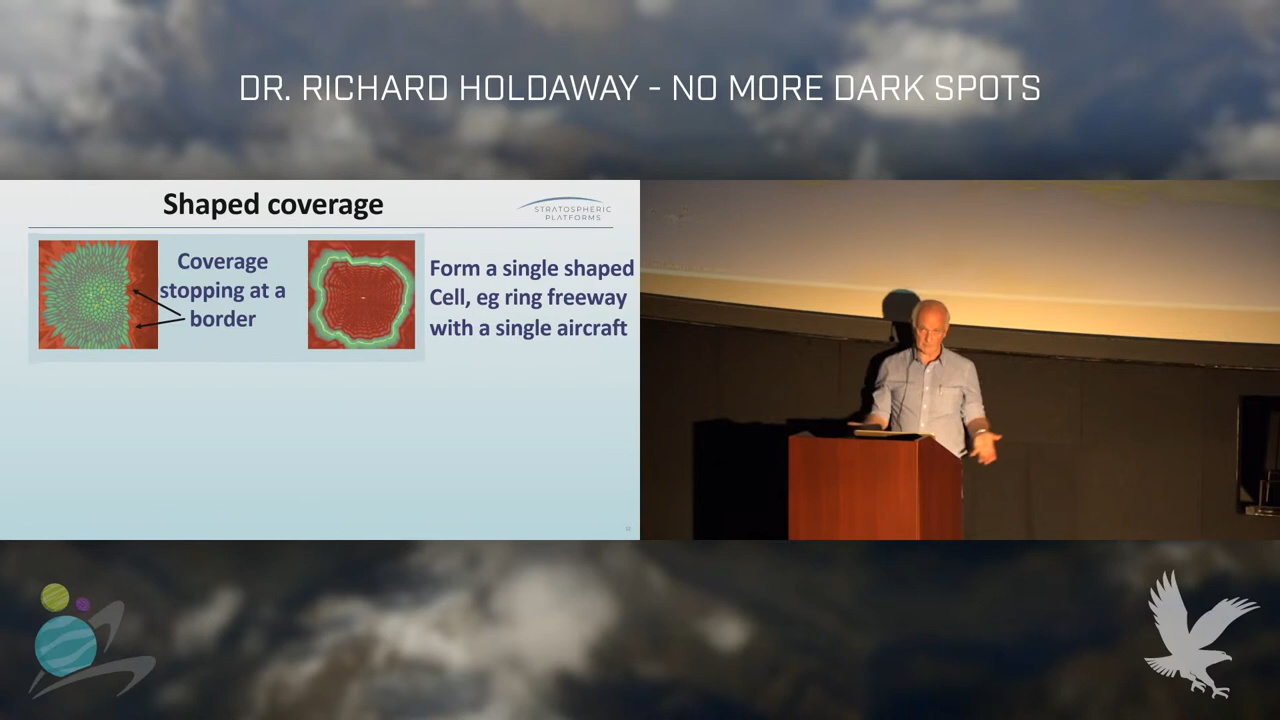 DR. RICHARD HOLDAWAY - NO MORE DARK SPOTS
Shaped coverage
STRATOSPHERIC
PLATFORMS
Coverage
stopping at a
border
Form a single shaped
Cell, eg ring freeway
with a single aircraft